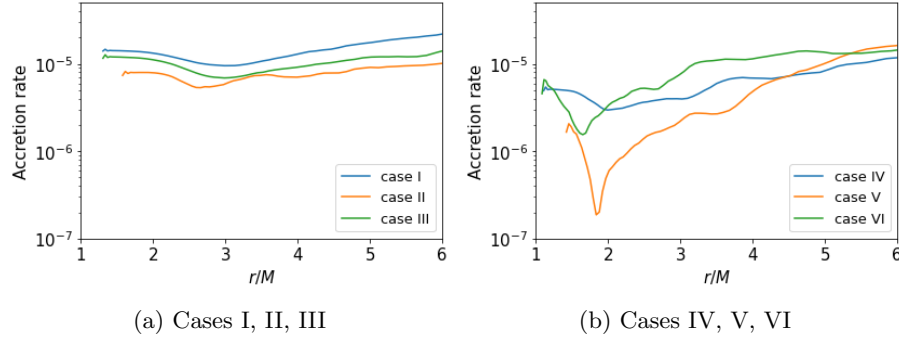 Accretion rate
10⁻⁵
10⁻⁶
10⁻⁷
case I
case II
case III
1 2 3 4 5 6
r/M
(a) Cases I, II, III
Accretion rate
10⁻⁵
10⁻⁶
10⁻⁷
case IV
case V
case VI
1 2 3 4 5 6
r/M
(b) Cases IV, V, VI